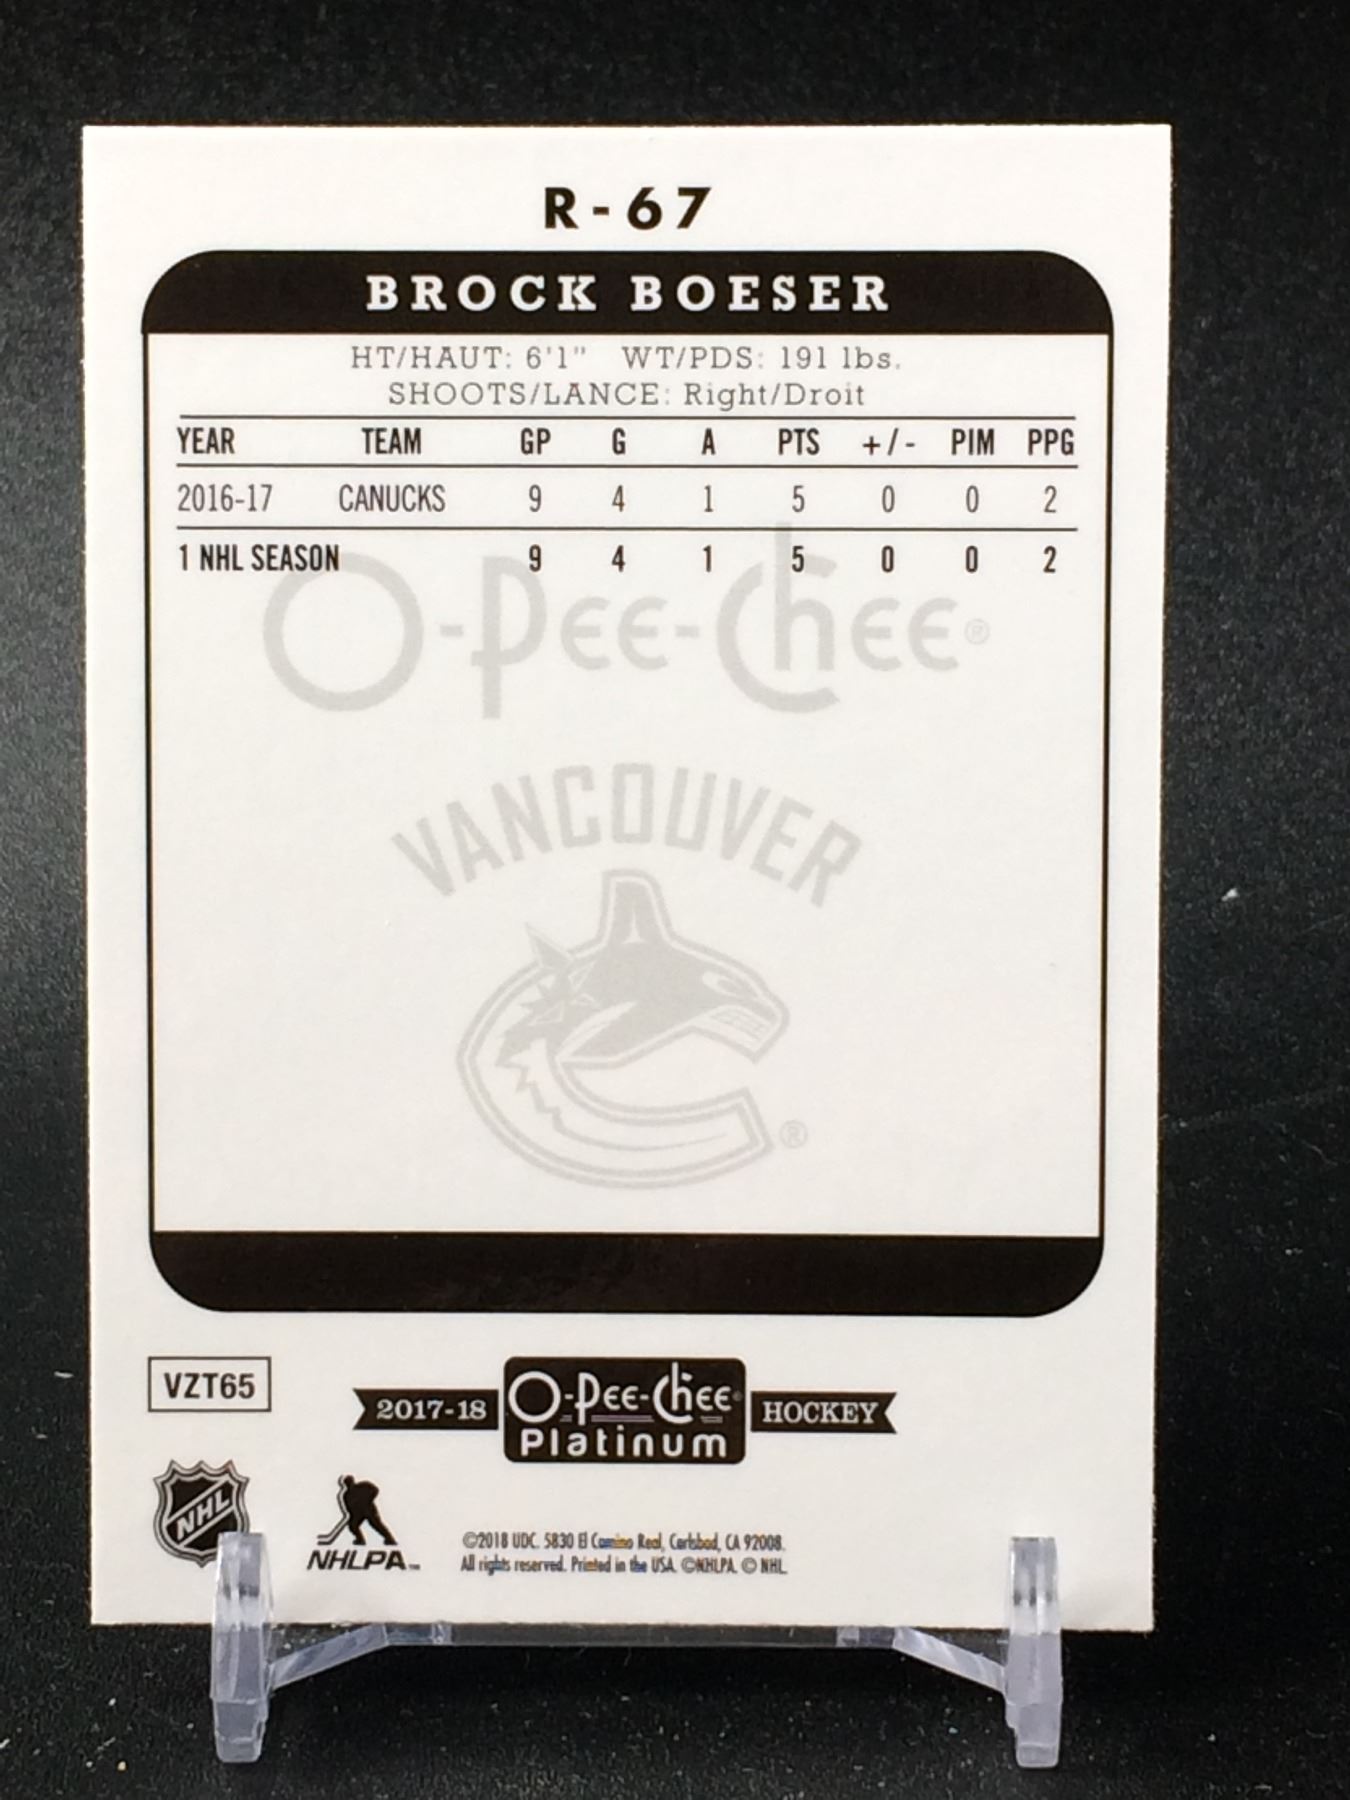 R-67
BROCK BOESER
HT/HAUT: 6'1" WT/PDS: 191 lbs.
SHOOTS/LANCE: Right/Droit
YEAR TEAM GP G A PTS +/- PIM PPG
2016-17 CANUCKS 9 4 1 5 0 0 2
1 NHL SEASON 9 4 1 5 0 0 2
O-Pee-Chee®
VANCOUVER
®
VZT65
2017-18 O-Pee-Chee HOCKEY
Platinum
NHL
NHLPA™
©2018 UDC. 5830 El Camino Real, Carlsbad, CA 92008.
All rights reserved. Printed in the USA. ©NHLPA. © NHL